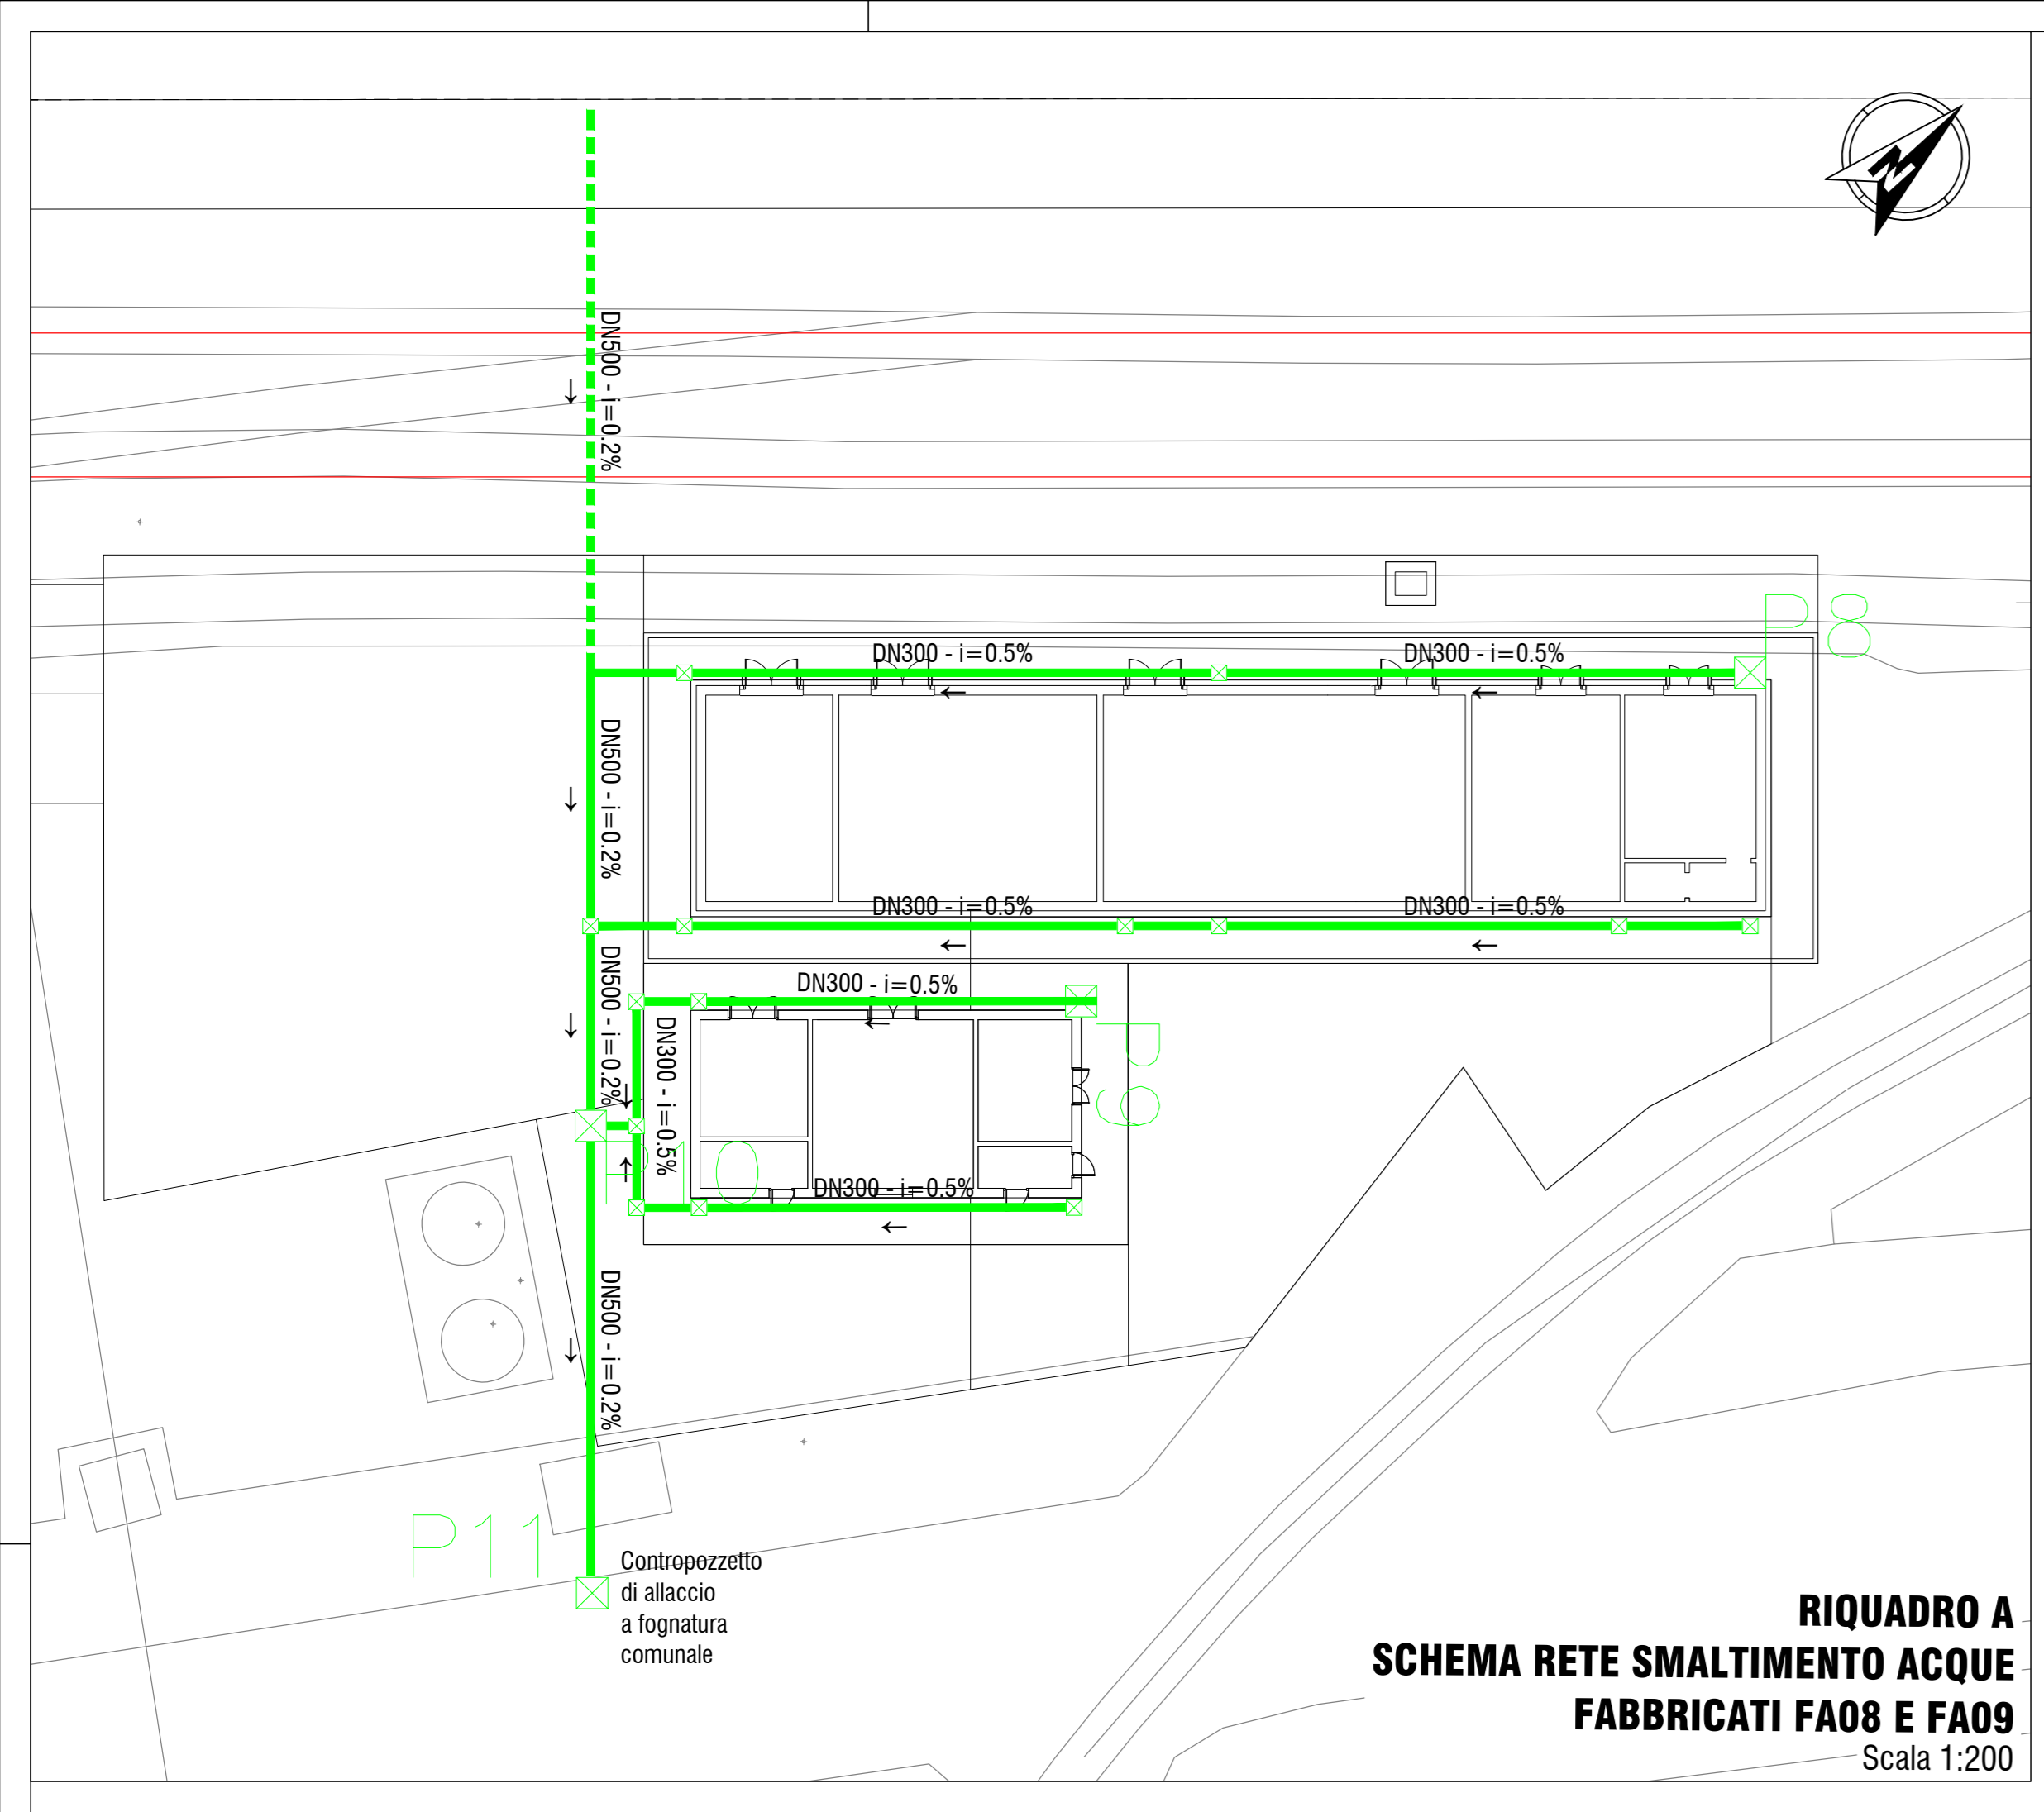 N
DN500 - i=0.2%
P8
DN300 - i=0.5%
DN300 - i=0.5%
DN500 - i=0.2%
DN300 - i=0.5%
DN300 - i=0.5%
DN500 - i=0.2%
DN300 - i=0.5%
DN300 - i=0.5%
P9
P10
DN300 - i=0.5%
DN500 - i=0.2%
P11
Contropozzetto
di allaccio
a fognatura
comunale
RIQUADRO A
SCHEMA RETE SMALTIMENTO ACQUE
FABBRICATI FA08 E FA09
Scala 1:200